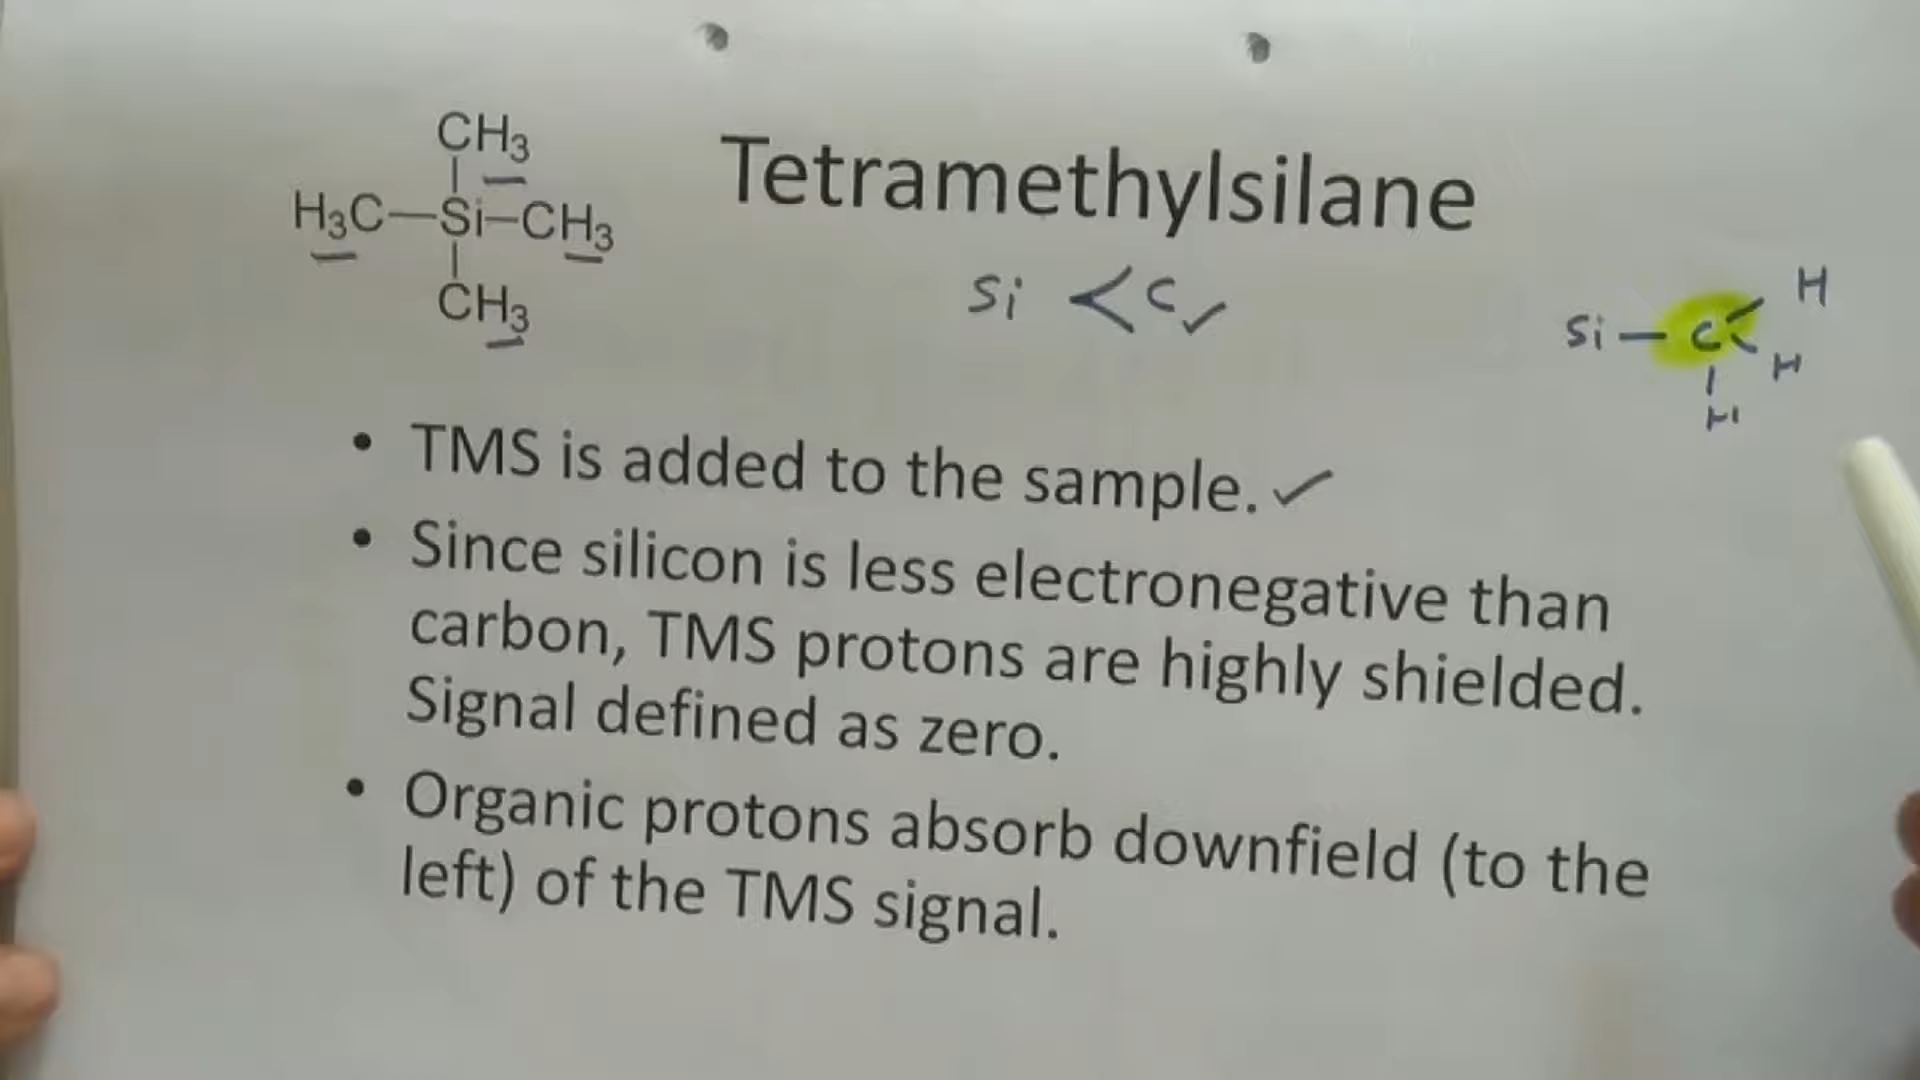 CH₃
Tetramethylsilane
H₃C—Si—CH₃
CH₃
Si < C ✓
Si — C
H
H
H
• TMS is added to the sample. ✓
• Since silicon is less electronegative than
carbon, TMS protons are highly shielded.
Signal defined as zero.
• Organic protons absorb downfield (to the
left) of the TMS signal.